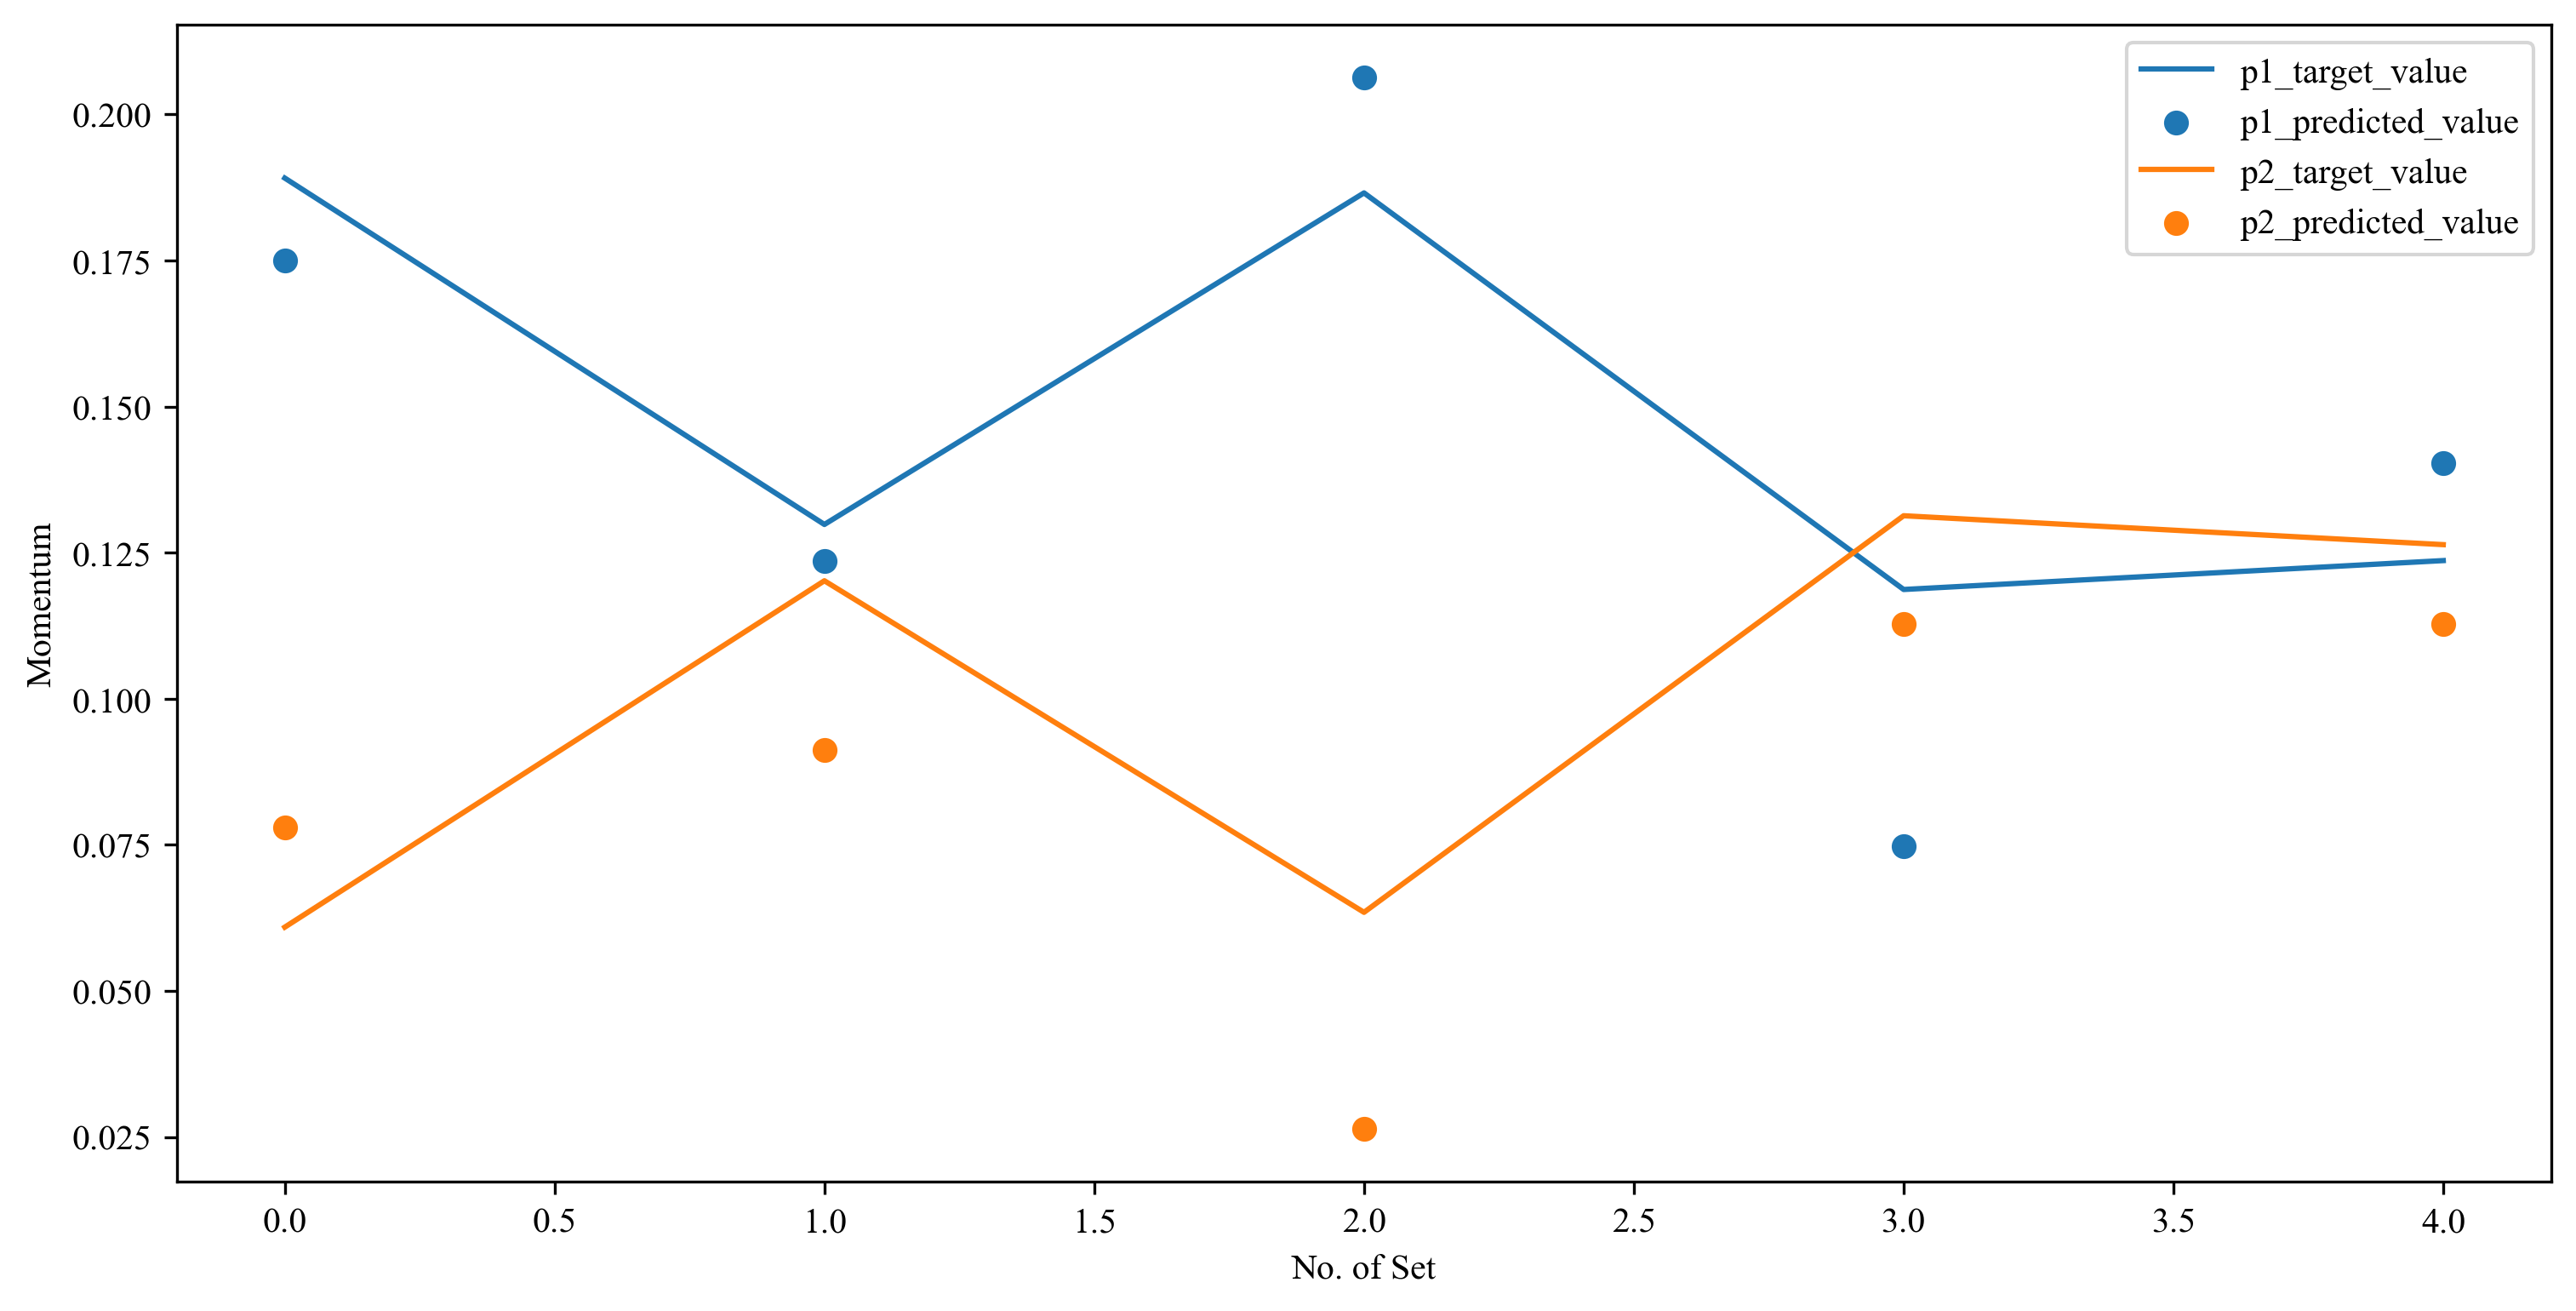 p1_target_value
p1_predicted_value
p2_target_value
p2_predicted_value
0.200
0.175
0.150
0.125
0.100
0.075
0.050
0.025
Momentum
0.0 0.5 1.0 1.5 2.0 2.5 3.0 3.5 4.0
No. of Set